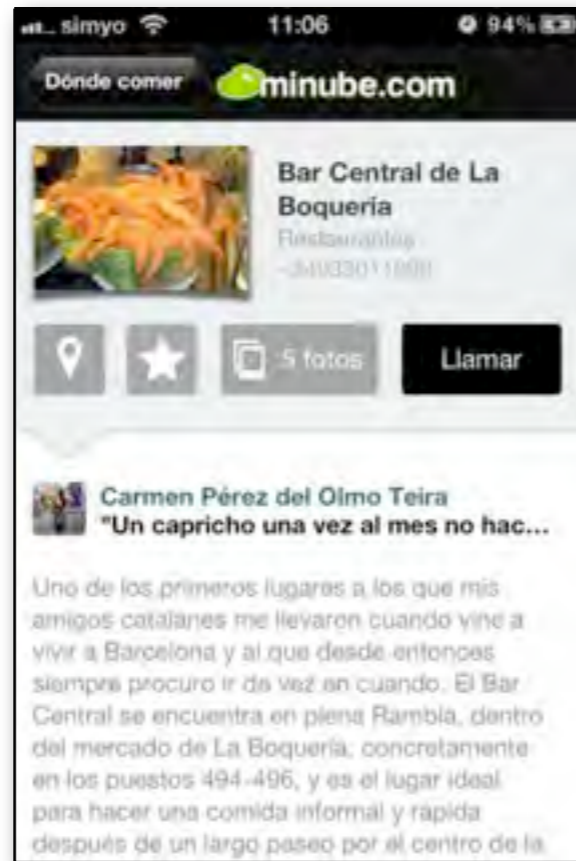 simyo 11:06 94%
Dónde comer minube.com
Bar Central de La
Boquería
Restaurantes
5 fotos
Llamar
Carmen Pérez del Olmo Teira
"Un capricho una vez al mes no hac...
Uno de los primeros lugares a los que mis
amigos catalanes me llevaron cuando vine a
vivir a Barcelona y al que desde entonces
siempre procuro ir de vez en cuando. El Bar
Central se encuentra en plena Rambla, dentro
del mercado de La Boquería, concretamente
en los puestos 494-496, y es el lugar ideal
para hacer una comida informal y rápida
después de un largo paseo por el centro de la